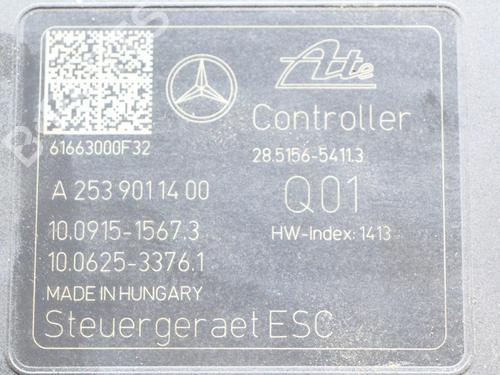 Ate
61663000F32
Controller
28.5156-5411.3
A 253 901 14 00
Q01
10.0915-1567.3
HW-Index: 1413
10.0625-3376.1
MADE IN HUNGARY
Steuergeraet ESC